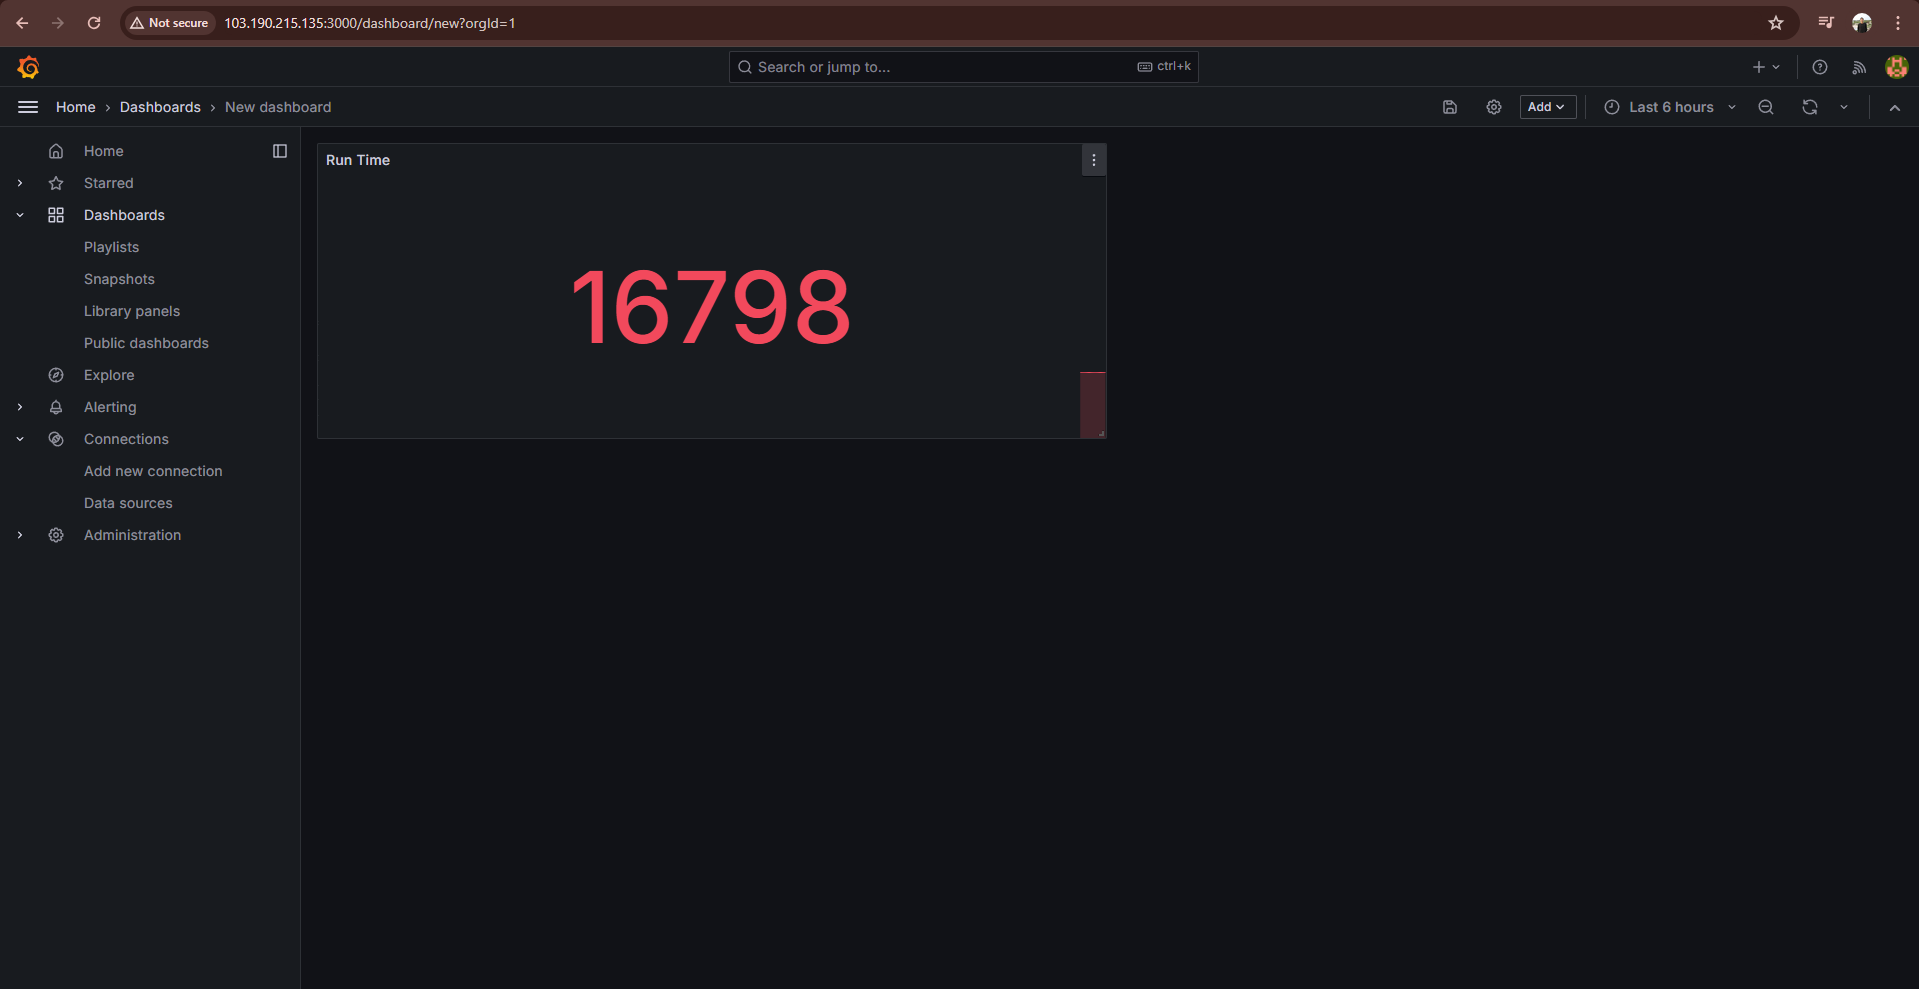 Not secure
103.190.215.135:3000/dashboard/new?orgId=1
Search or jump to...
ctrl+k
Home
Dashboards
New dashboard
Add
Last 6 hours
Home
Starred
Dashboards
Playlists
Snapshots
Library panels
Public dashboards
Explore
Alerting
Connections
Add new connection
Data sources
Administration
Run Time
16798